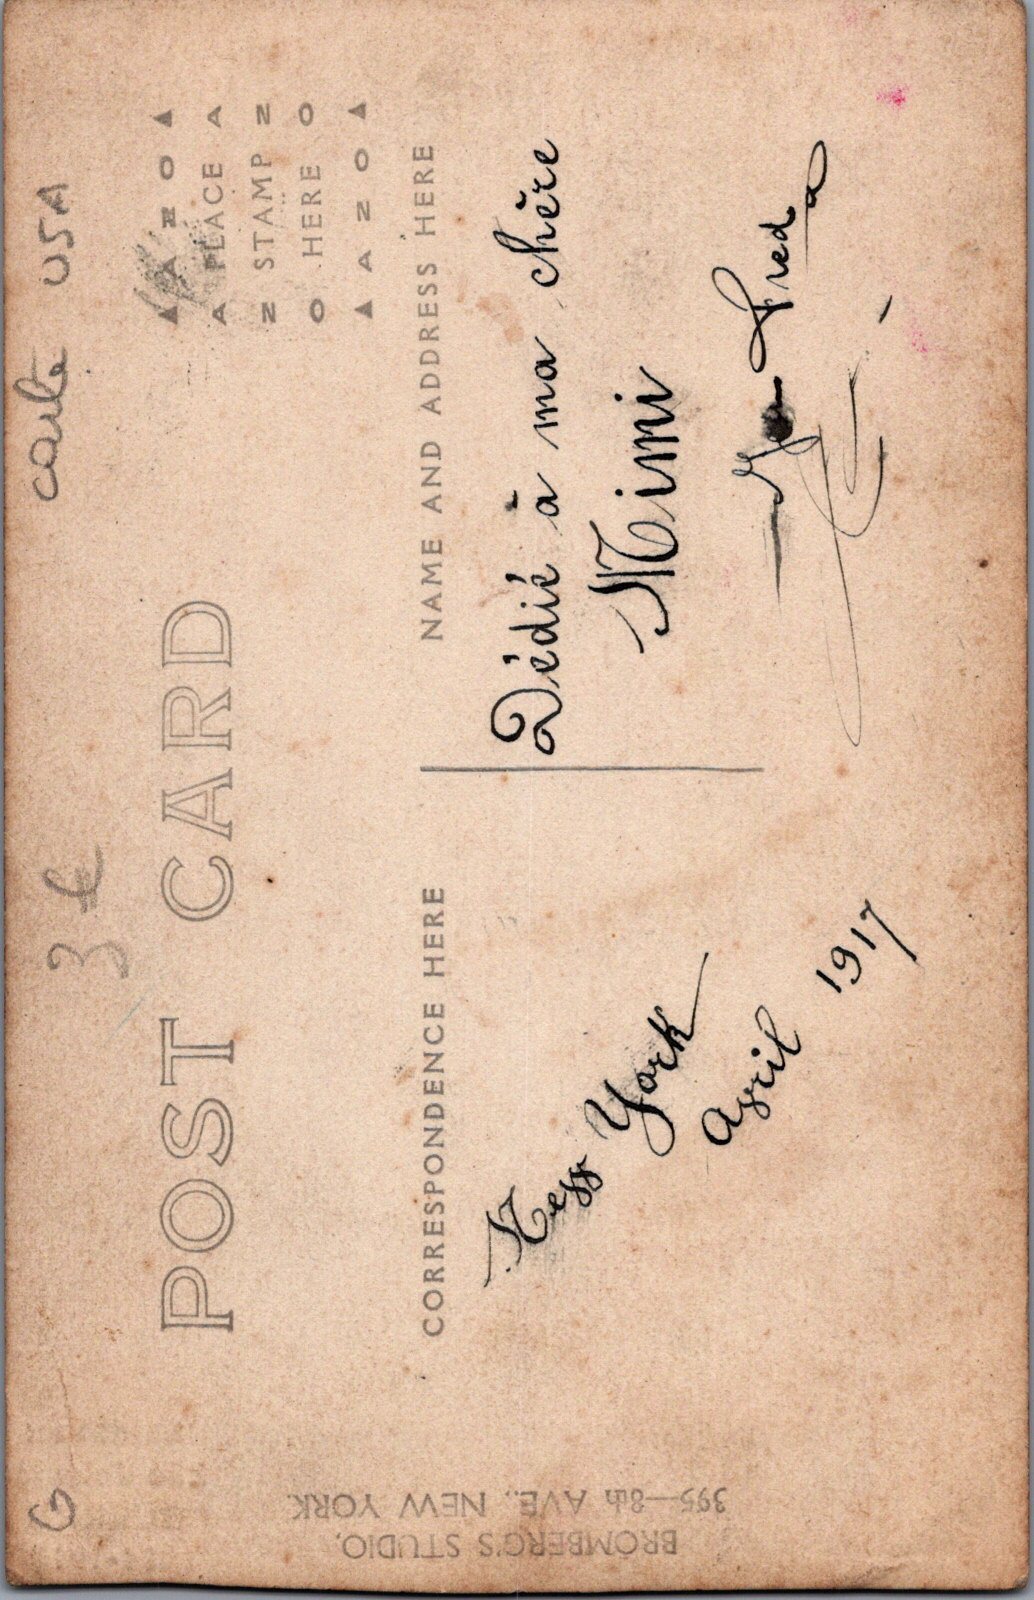 carte USA
3 €
G
POST CARD
▲ A Z O ▲
A PLACE A
N STAMP N
O HERE O
▲ A Z O ▲
CORRESPONDENCE HERE
NAME AND ADDRESS HERE
Dédié à ma chère
Mimi
Fred
New York
Avril 1917
BROMBERG'S STUDIO,
395—8th AVE., NEW YORK